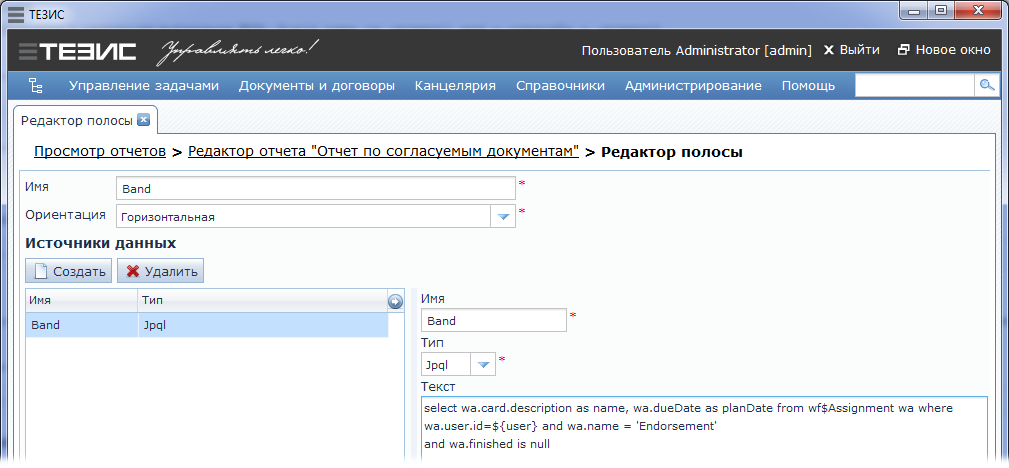 ТЕЗИС
ТЕЗИС Управлять легко! Пользователь Administrator [admin] Выйти Новое окно
Управление задачами Документы и договоры Канцелярия Справочники Администрирование Помощь
Редактор полосы
Просмотр отчетов > Редактор отчета "Отчет по согласуемым документам" > Редактор полосы
Имя Band *
Ориентация Горизонтальная *
Источники данных
Создать Удалить
Имя Тип
Band Jpql
Имя
Band *
Тип
Jpql *
Текст
select wa.card.description as name, wa.dueDate as planDate from wf$Assignment wa where
wa.user.id=${user} and wa.name = 'Endorsement'
and wa.finished is null